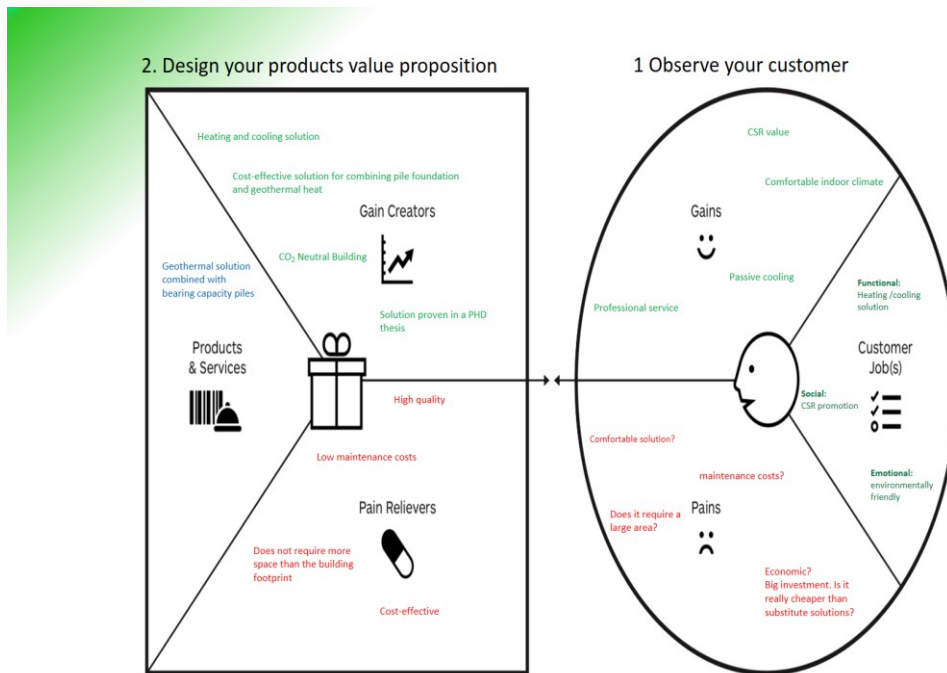 2. Design your products value proposition
Heating and cooling solution
Cost-effective solution for combining pile foundation
and geothermal heat
Gain Creators
CO₂ Neutral Building
Geothermal solution
combined with
bearing capacity piles
Solution proven in a PHD
thesis
Products
& Services
High quality
Low maintenance costs
Pain Relievers
Does not require more
space than the building
footprint
Cost-effective
1 Observe your customer
CSR value
Comfortable indoor climate
Gains
Passive cooling
Professional service
Functional:
Heating /cooling
solution
Customer
Job(s)
Social:
CSR promotion
Comfortable solution?
maintenance costs?
Emotional:
environmentally
friendly
Does it require a
large area?
Pains
Economic?
Big investment. Is it
really cheaper than
substitute solutions?